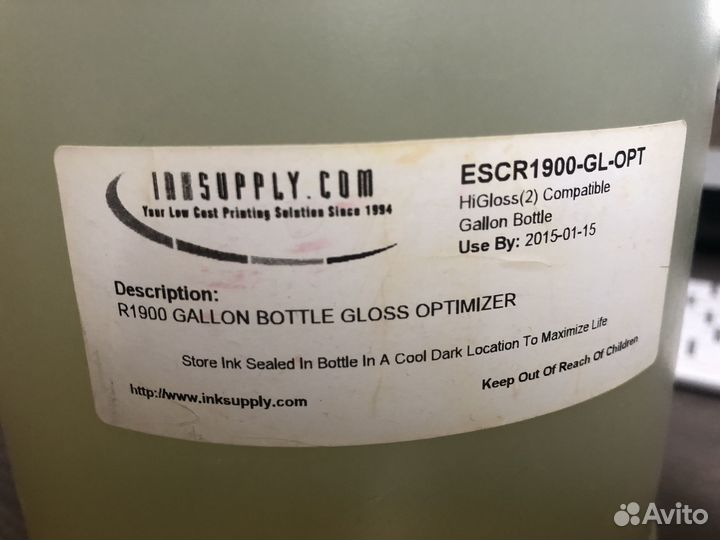 INKSUPPLY.COM
Your Low Cost Printing Solution Since 1994
ESCR1900-GL-OPT
HiGloss(2) Compatible
Gallon Bottle
Use By: 2015-01-15
Description:
R1900 GALLON BOTTLE GLOSS OPTIMIZER
Store Ink Sealed In Bottle In A Cool Dark Location To Maximize Life
http://www.inksupply.com
Keep Out Of Reach Of Children
Avito